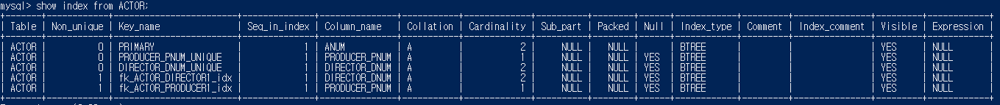 mysql> show index from ACTOR;
| Table | Non_unique | Key_name | Seq_in_index | Column_name | Collation | Cardinality | Sub_part | Packed | Null | Index_type | Comment | Index_comment | Visible | Expression |
| ACTOR | 0 | PRIMARY | 1 | ANUM | A | 2 | NULL | NULL | | BTREE | | | YES | NULL |
| ACTOR | 0 | PRODUCER_PNUM_UNIQUE | 1 | PRODUCER_PNUM | A | 1 | NULL | NULL | YES | BTREE | | | YES | NULL |
| ACTOR | 0 | DIRECTOR_DNUM_UNIQUE | 1 | DIRECTOR_DNUM | A | 2 | NULL | NULL | YES | BTREE | | | YES | NULL |
| ACTOR | 1 | fk_ACTOR_DIRECTOR1_idx | 1 | DIRECTOR_DNUM | A | 2 | NULL | NULL | YES | BTREE | | | YES | NULL |
| ACTOR | 1 | fk_ACTOR_PRODUCER1_idx | 1 | PRODUCER_PNUM | A | 1 | NULL | NULL | YES | BTREE | | | YES | NULL |